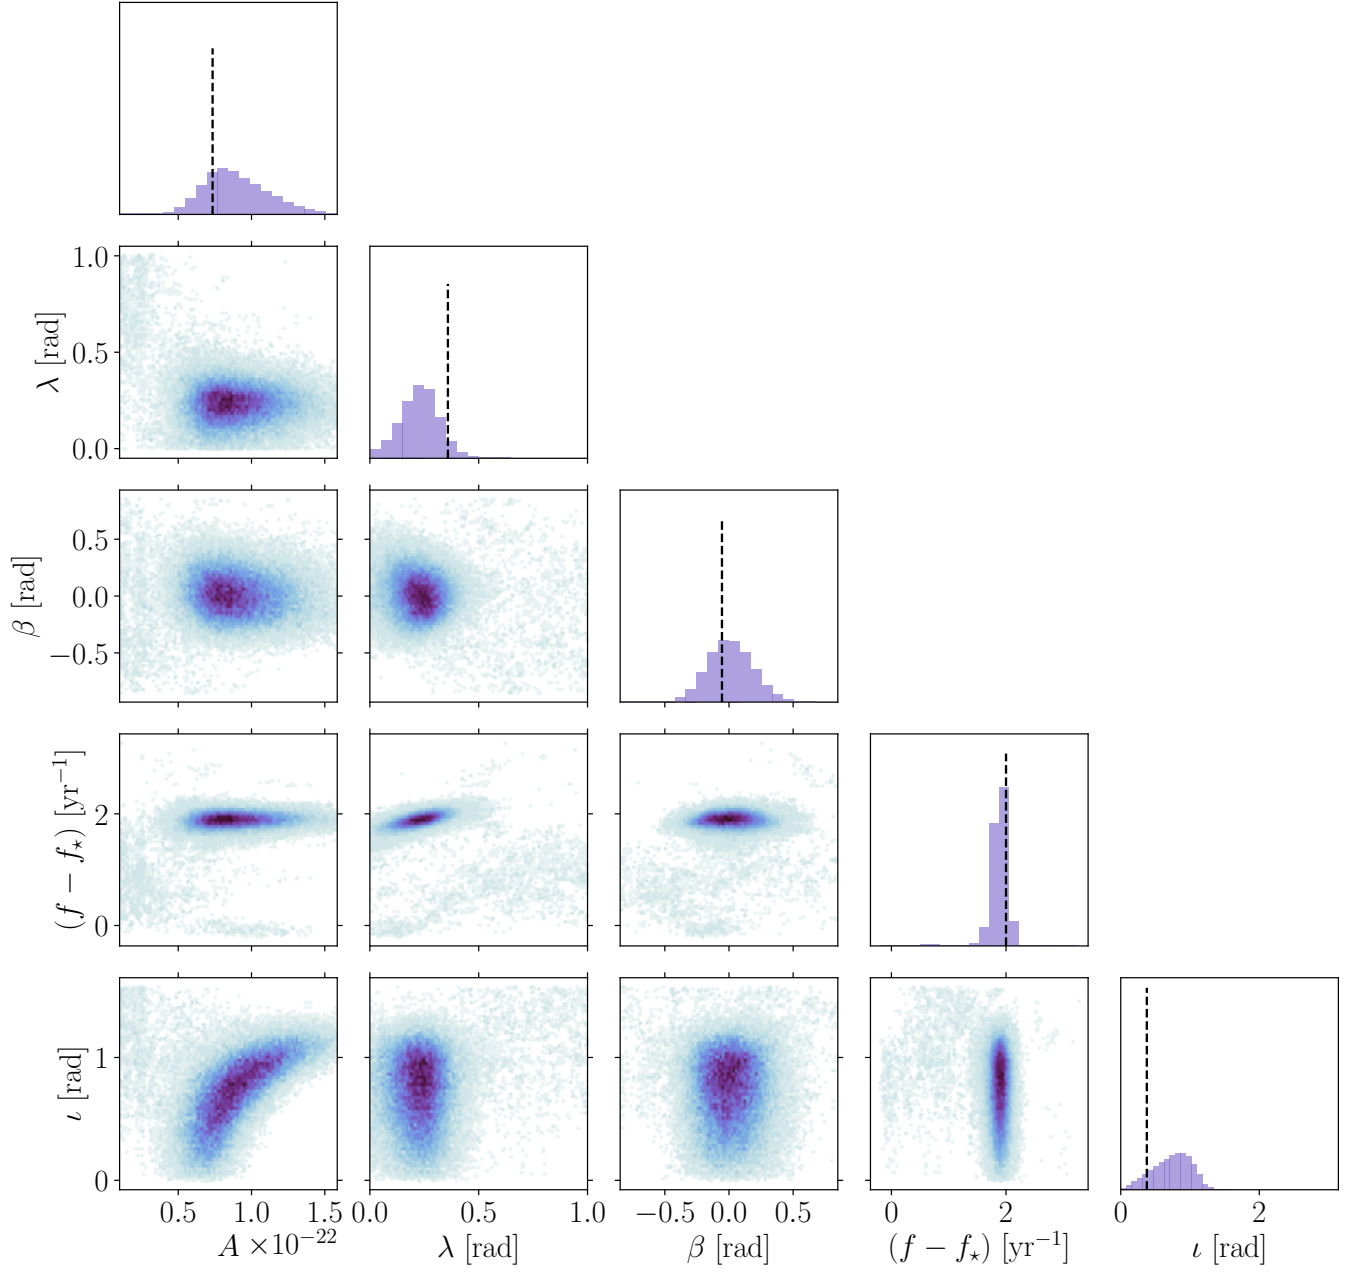 1.0
0.5
0.0
λ [rad]
0.5
0.0
−0.5
β [rad]
2
0
(f − f⋆) [yr⁻¹]
1
0
ι [rad]
0.5 1.0 1.5 0.0 1.0 −0.5 0.0 0.5 0 2 0 2
A ×10⁻²² λ [rad] β [rad] (f − f⋆) [yr⁻¹] ι [rad]
0.5